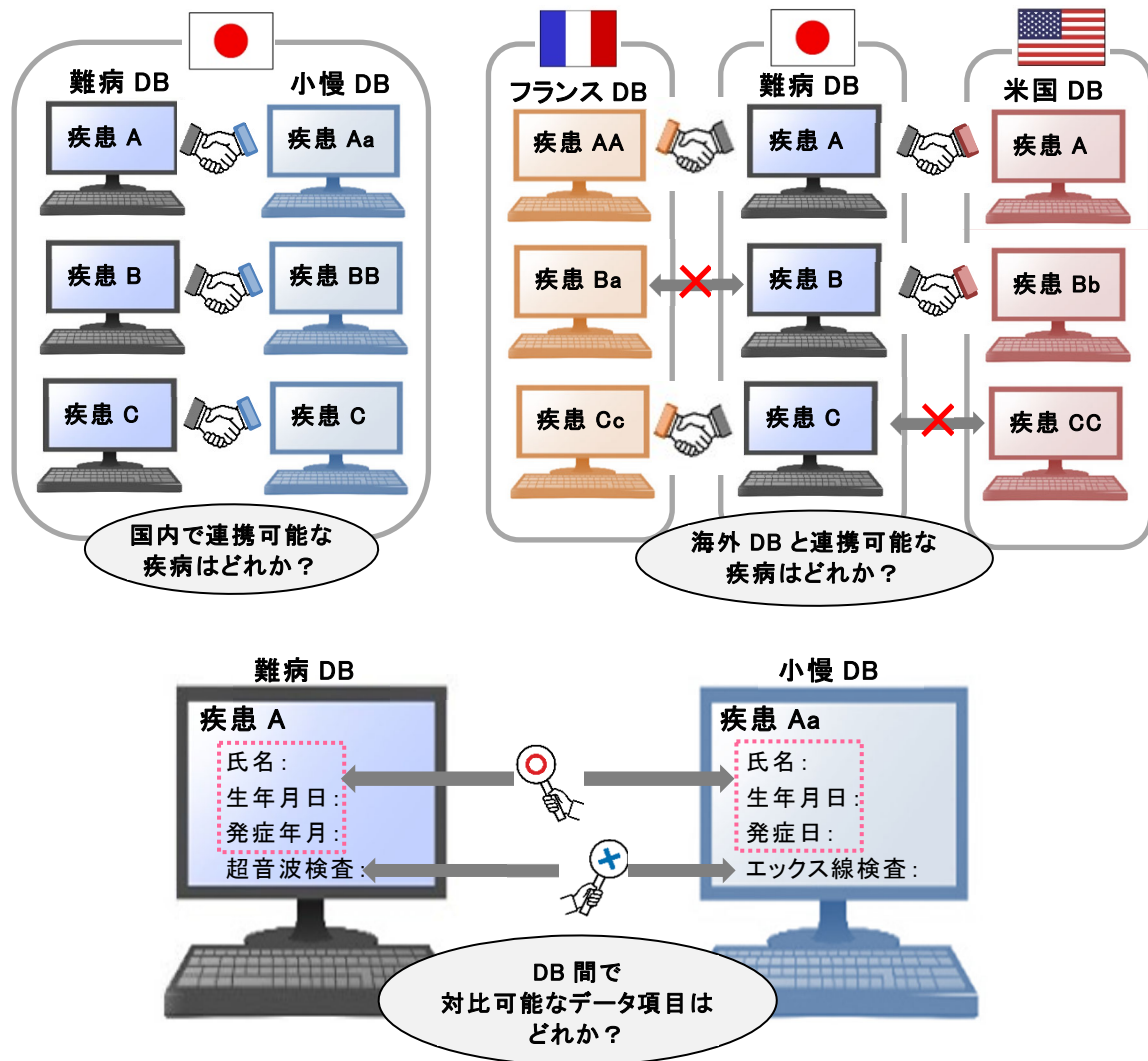 難病 DB
小慢 DB
疾患 A
疾患 Aa
疾患 B
疾患 BB
疾患 C
疾患 C
国内で連携可能な
疾病はどれか？
フランス DB
難病 DB
米国 DB
疾患 AA
疾患 A
疾患 A
疾患 Ba
疾患 B
疾患 Bb
疾患 Cc
疾患 C
疾患 CC
海外 DB と連携可能な
疾病はどれか？
難病 DB
疾患 A
氏名：
生年月日：
発症年月：
超音波検査：
小慢 DB
疾患 Aa
氏名：
生年月日：
発症日：
エックス線検査：
DB 間で
対比可能なデータ項目は
どれか？